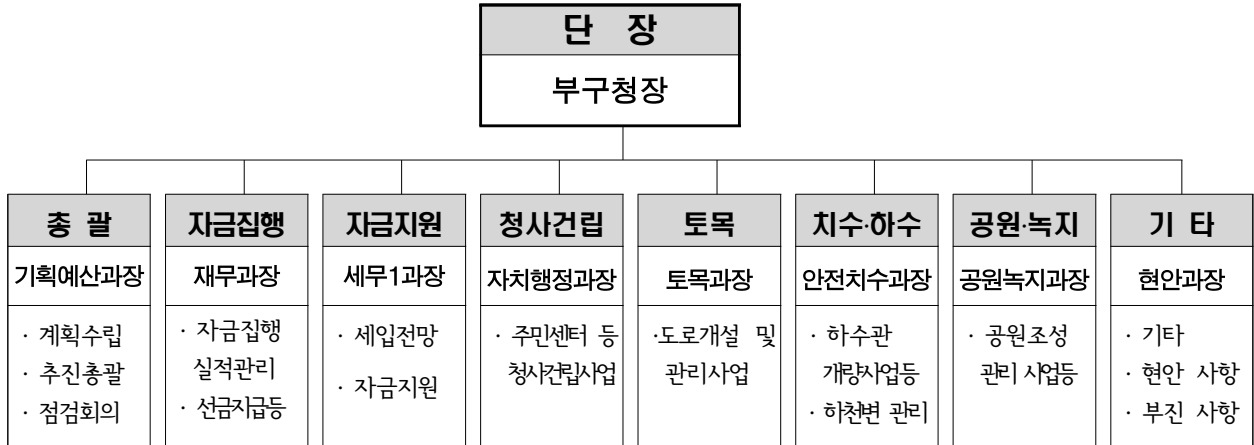 단 장
부구청장
총 괄
기획예산과장
· 계획수립
· 추진총괄
· 점검회의
자금집행
재무과장
· 자금집행
실적관리
· 선금지급등
자금지원
세무1과장
· 세입전망
· 자금지원
청사건립
자치행정과장
· 주민센터 등
청사건립사업
토목
토목과장
·도로개설 및
관리사업
치수·하수
안전치수과장
· 하수관
개량사업등
· 하천변 관리
공원·녹지
공원녹지과장
· 공원조성
관리 사업등
기 타
현안과장
· 기타
· 현안 사항
· 부진 사항